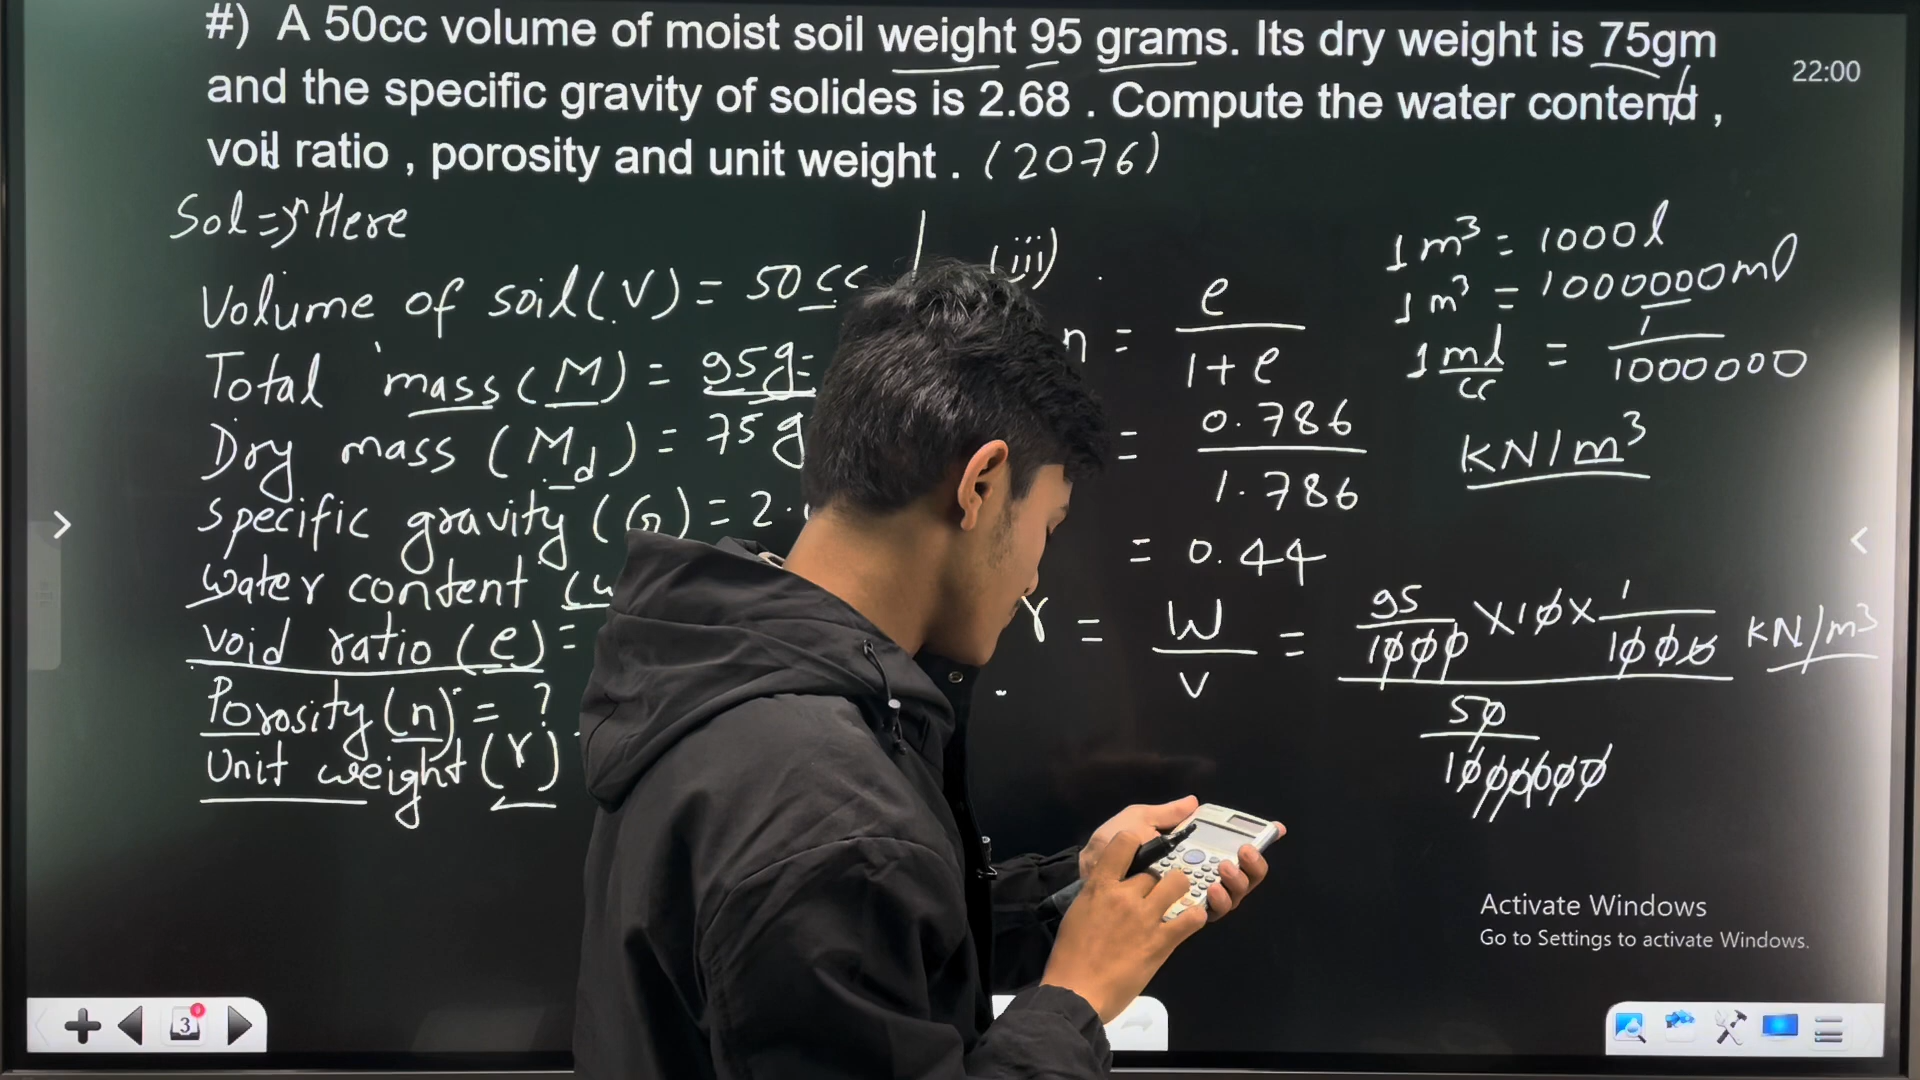 #) A 50cc volume of moist soil weight 95 grams. Its dry weight is 75gm
and the specific gravity of solides is 2.68 . Compute the water contend ,
void ratio , porosity and unit weight . (2076)
22:00
Sol => Here
Volume of soil (V) = 50 cc
Total mass (M) = 95g
Dry mass (Md) = 75g
Specific gravity (G) = 2.
Water content (
void ratio (e) =
Porosity (n) = ?
Unit weight (γ)
(iii)
n = e / 1+e
= 0.786 / 1.786
= 0.44
γ = W / V = 95/1000 × 10 × 1/1000 KN/m³
50 / 1000000
1 m³ = 1000 l
1 m³ = 1000000 ml
1 ml = 1 / 1000000
cc
KN/m³
Activate Windows
Go to Settings to activate Windows.
3